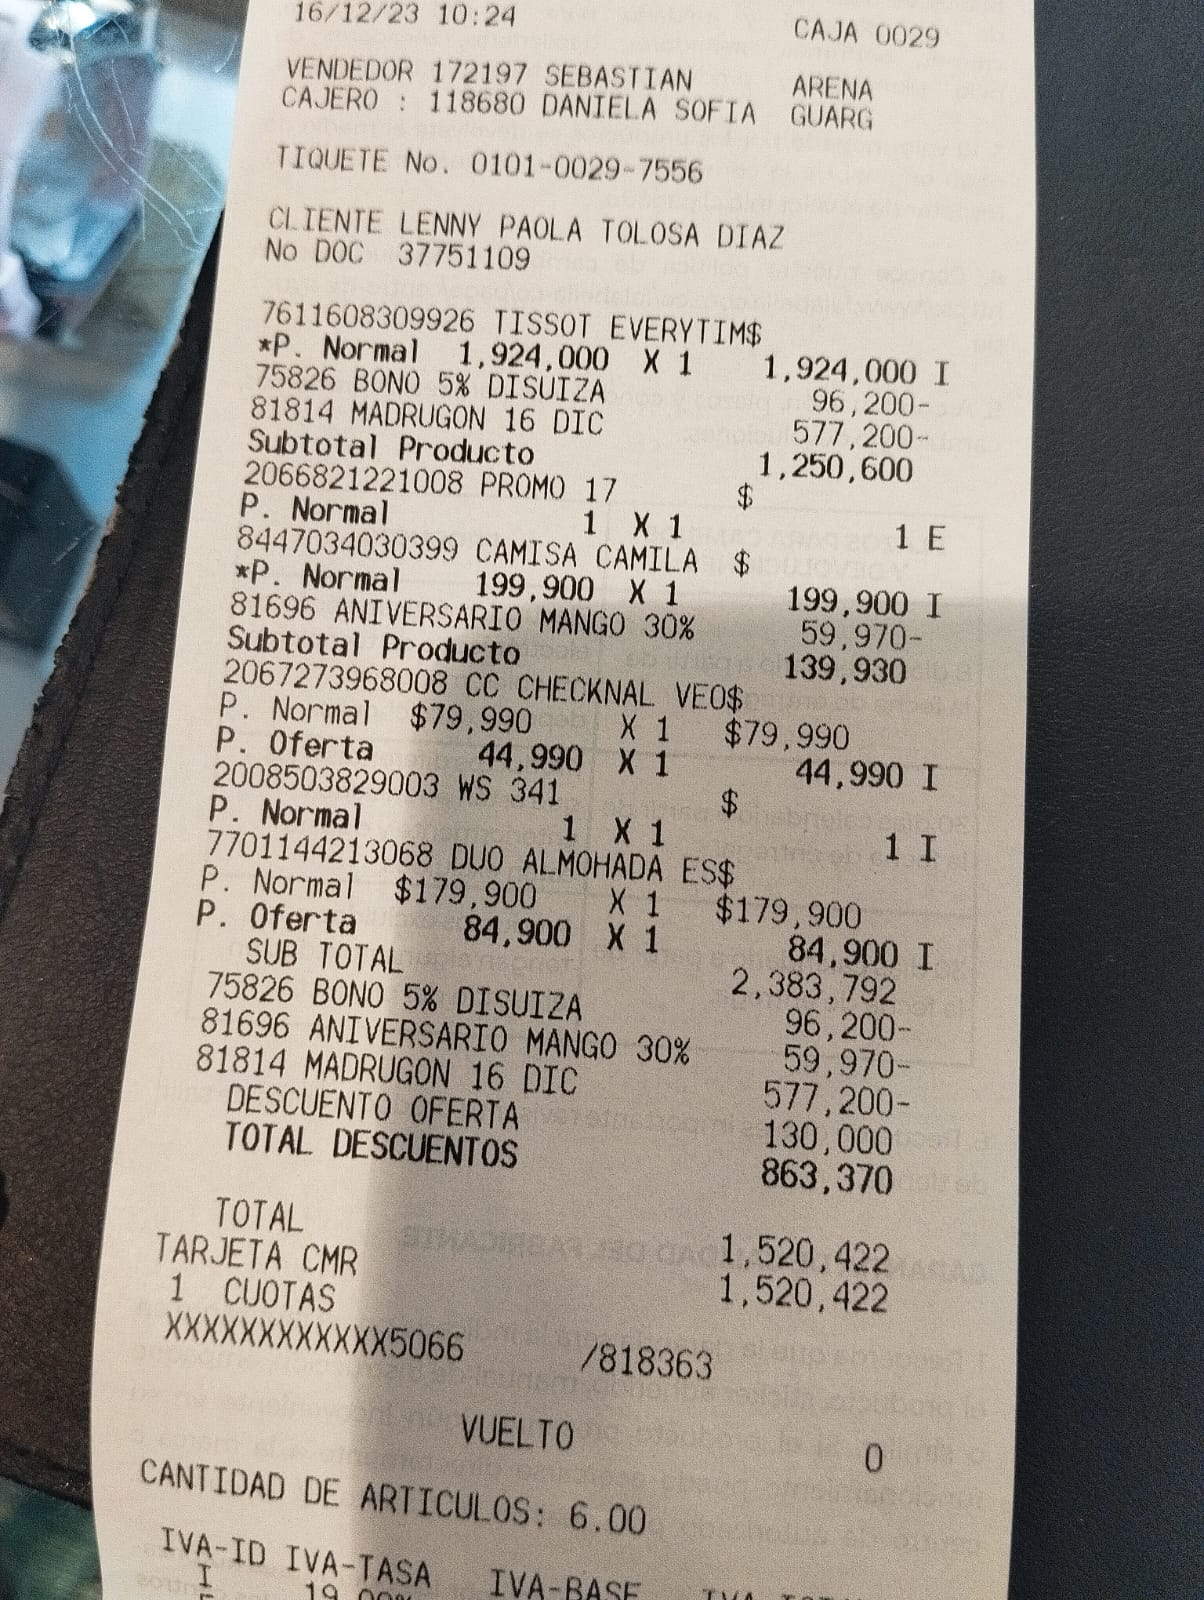 16/12/23 10:24 CAJA 0029
VENDEDOR 172197 SEBASTIAN ARENA
CAJERO : 118680 DANIELA SOFIA GUARG
TIQUETE No. 0101-0029-7556
CLIENTE LENNY PAOLA TOLOSA DIAZ
No DOC 37751109
7611608309926 TISSOT EVERYTIM$
*P. Normal 1,924,000 X 1 1,924,000 I
75826 BONO 5% DISUIZA 96,200-
81814 MADRUGON 16 DIC 577,200-
Subtotal Producto 1,250,600
2066821221008 PROMO 17 $
P. Normal 1 X 1 1 E
8447034030399 CAMISA CAMILA $
*P. Normal 199,900 X 1 199,900 I
81696 ANIVERSARIO MANGO 30% 59,970-
Subtotal Producto 139,930
2067273968008 CC CHECKNAL VEO$
P. Normal $79,990 X 1 $79,990
P. Oferta 44,990 X 1 44,990 I
2008503829003 WS 341 $
P. Normal 1 X 1 1 I
7701144213068 DUO ALMOHADA ES$
P. Normal $179,900 X 1 $179,900
P. Oferta 84,900 X 1 84,900 I
SUB TOTAL 2,383,792
75826 BONO 5% DISUIZA 96,200-
81696 ANIVERSARIO MANGO 30% 59,970-
81814 MADRUGON 16 DIC 577,200-
DESCUENTO OFERTA 130,000
TOTAL DESCUENTOS 863,370
TOTAL 1,520,422
TARJETA CMR 1,520,422
1 CUOTAS
XXXXXXXXXXXX5066 /818363
VUELTO 0
CANTIDAD DE ARTICULOS: 6.00
IVA-ID IVA-TASA IVA-BASE IVA
I 19.00%